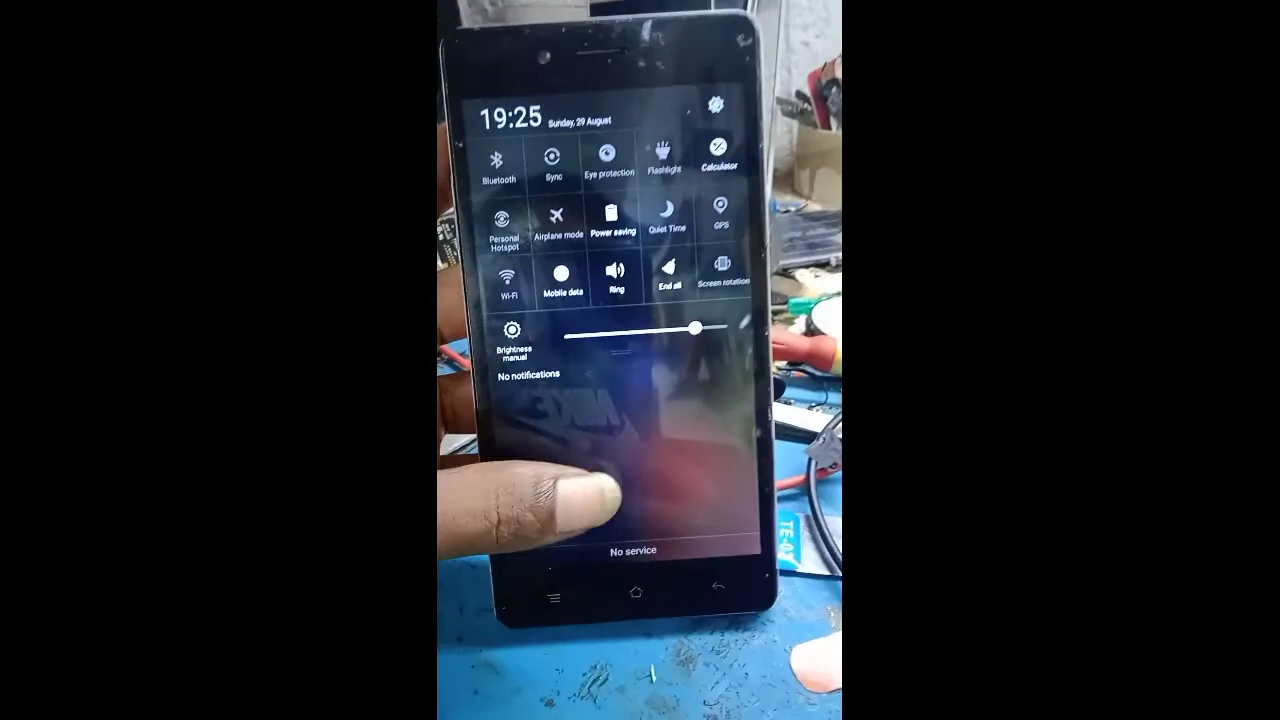 19:25 Sunday, 29 August
Bluetooth Sync Eye protection Flashlight Calculator
Personal Hotspot Airplane mode Power saving Quiet Time GPS
Wi-Fi Mobile data Ring End all Screen rotation
Brightness manual
No notifications
NIKE
No service